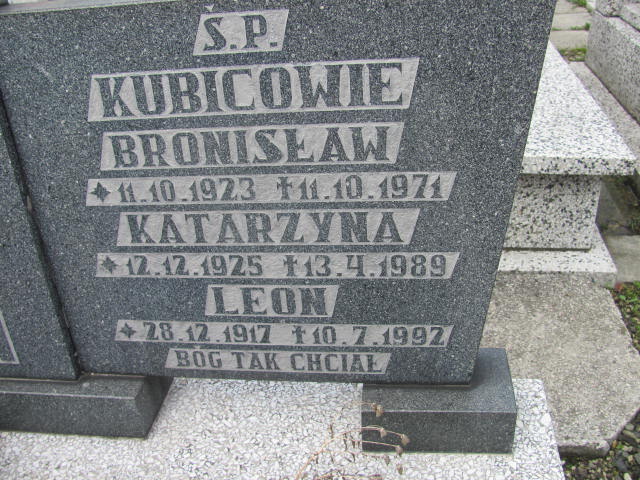 Ś.P.
KUBICOWIE
BRONISŁAW
* 11.10.1923 †11.10.1971
KATARZYNA
* 12.12.1925 †13.4.1989
LEON
* 28.12.1917 †10.7.1992
BÓG TAK CHCIAŁ